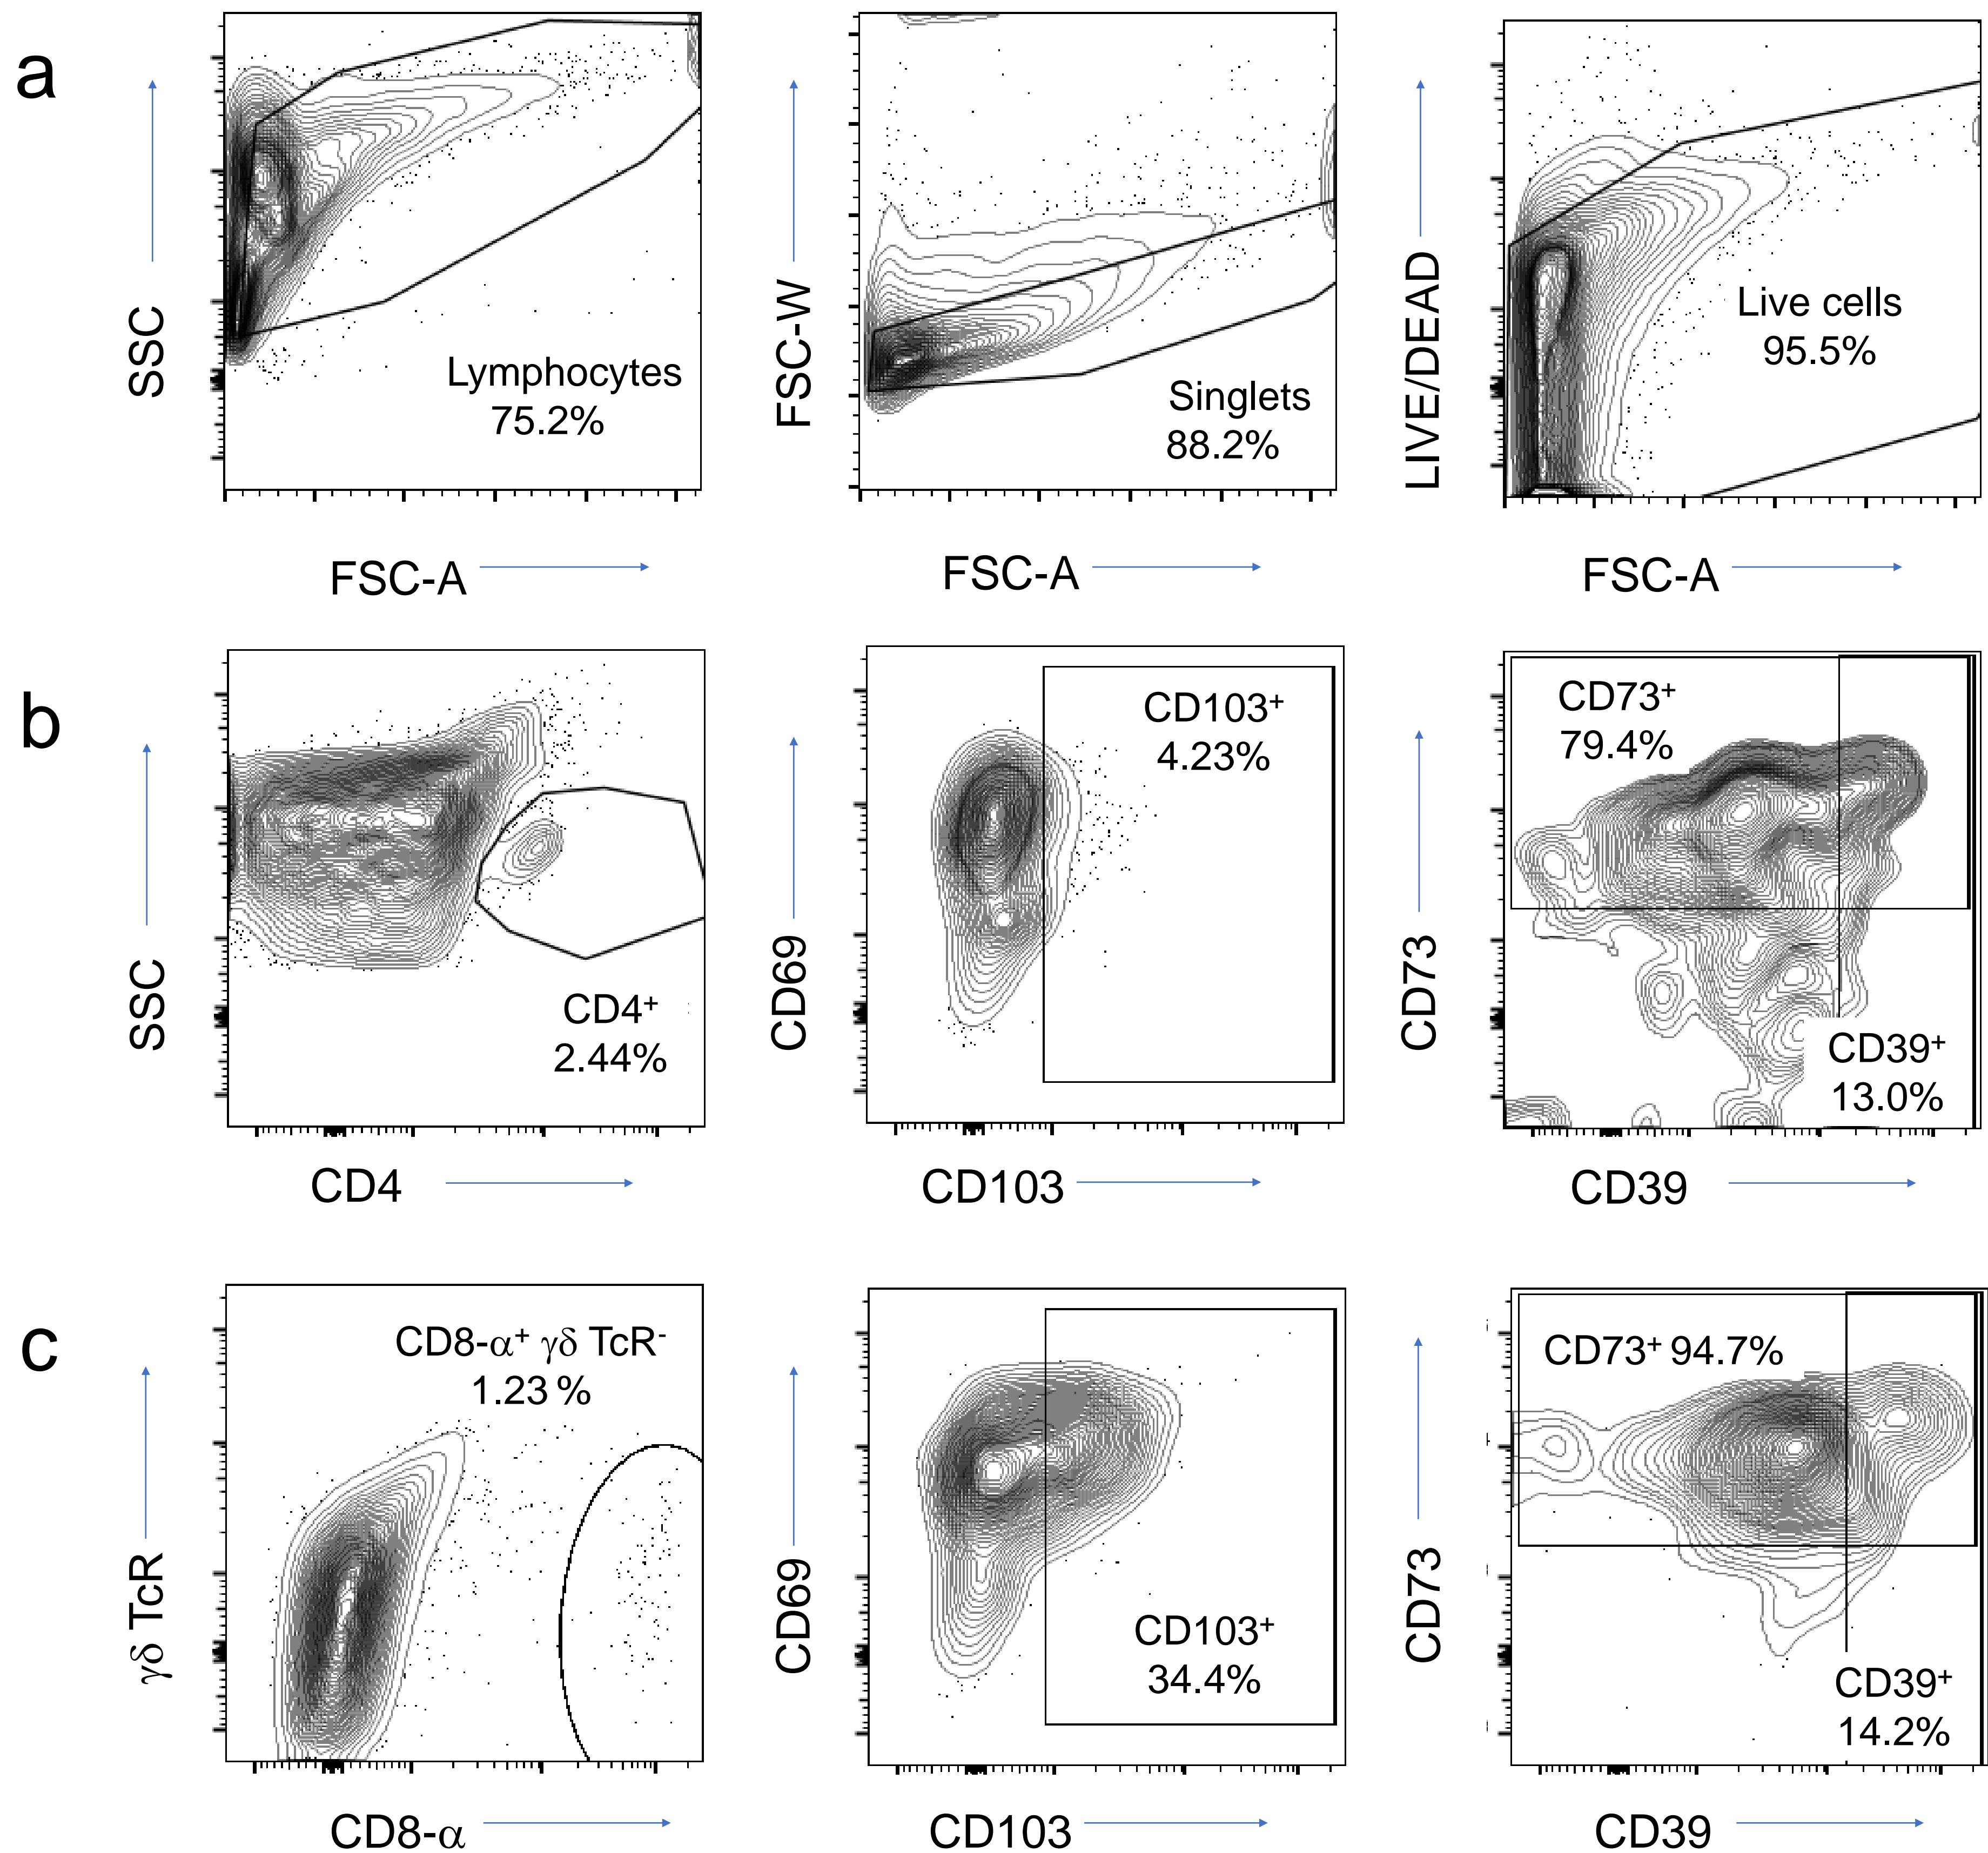 a
SSC
Lymphocytes
75.2%
FSC-A
FSC-W
Singlets
88.2%
FSC-A
LIVE/DEAD
Live cells
95.5%
FSC-A
b
SSC
CD4⁺
2.44%
CD4
CD69
CD103⁺
4.23%
CD103
CD73
CD73⁺
79.4%
CD39⁺
13.0%
CD39
c
γδ TcR
CD8-α⁺ γδ TcR⁻
1.23 %
CD8-α
CD69
CD103⁺
34.4%
CD103
CD73
CD73⁺ 94.7%
CD39⁺
14.2%
CD39